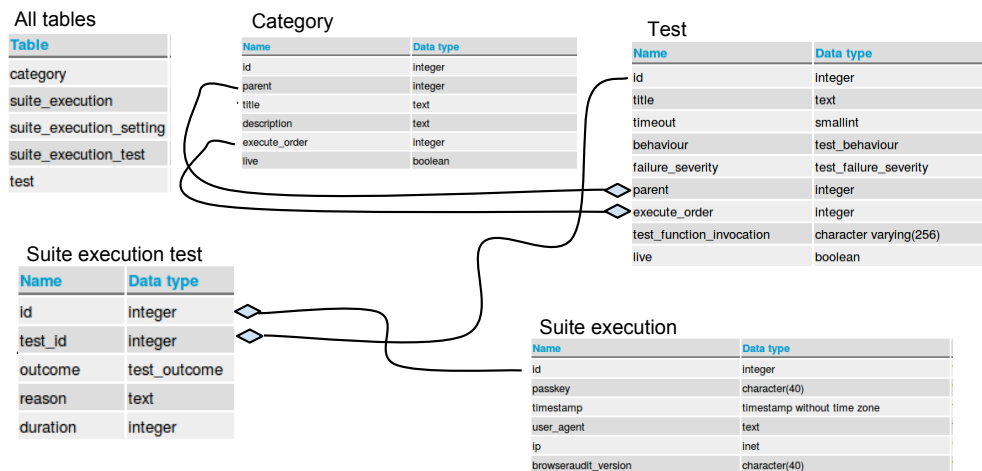 All tables
Table
category
suite_execution
suite_execution_setting
suite_execution_test
test
Category
Name Data type
id integer
parent integer
title text
description text
execute_order integer
live boolean
Test
Name Data type
id integer
title text
timeout smallint
behaviour test_behaviour
failure_severity test_failure_severity
parent integer
execute_order integer
test_function_invocation character varying(256)
live boolean
Suite execution test
Name Data type
id integer
test_id integer
outcome test_outcome
reason text
duration integer
Suite execution
Name Data type
id integer
passkey character(40)
timestamp timestamp without time zone
user_agent text
ip inet
browseraudit_version character(40)